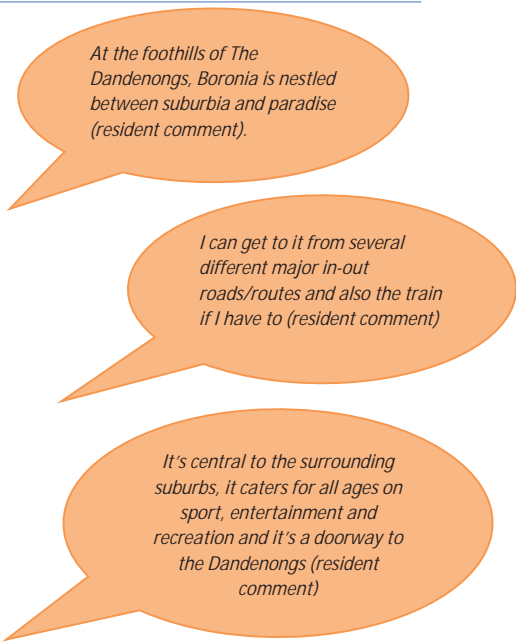 At the foothills of The
Dandenongs, Boronia is nestled
between suburbia and paradise
(resident comment).
I can get to it from several
different major in-out
roads/routes and also the train
if I have to (resident comment)
It's central to the surrounding
suburbs, it caters for all ages on
sport, entertainment and
recreation and it's a doorway to
the Dandenongs (resident
comment)